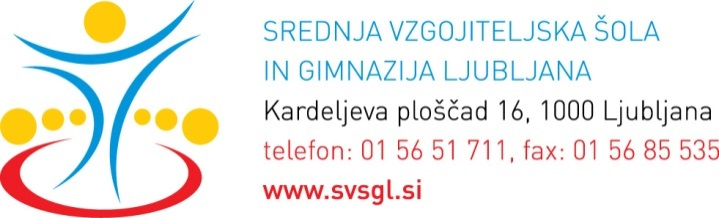 SREDNJA VZGOJITELJSKA ŠOLA
IN GIMNAZIJA LJUBLJANA
Kardeljeva ploščad 16, 1000 Ljubljana
telefon: 01 56 51 711, fax: 01 56 85 535
www.svsgl.si